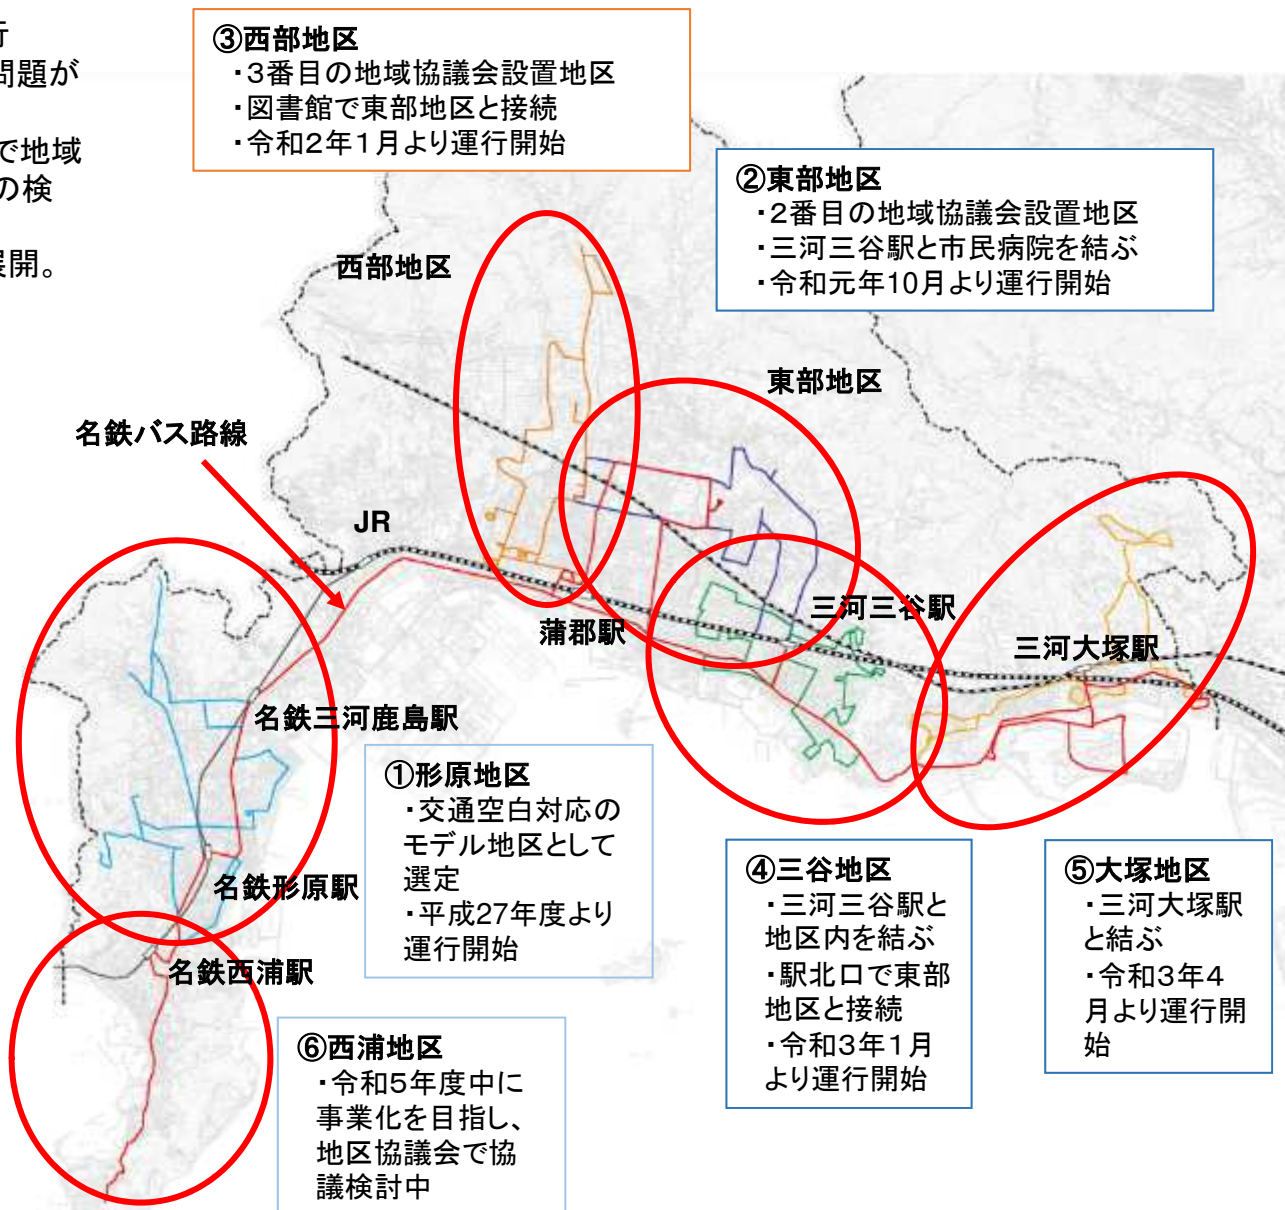 行
問題が
で地域
の検
展開。
③西部地区
・3番目の地域協議会設置地区
・図書館で東部地区と接続
・令和2年1月より運行開始
②東部地区
・2番目の地域協議会設置地区
・三河三谷駅と市民病院を結ぶ
・令和元年10月より運行開始
西部地区
東部地区
名鉄バス路線
JR
三河三谷駅
蒲郡駅
三河大塚駅
名鉄三河鹿島駅
①形原地区
・交通空白対応の
モデル地区として
選定
・平成27年度より
運行開始
名鉄形原駅
④三谷地区
・三河三谷駅と
地区内を結ぶ
・駅北口で東部
地区と接続
・令和3年1月
より運行開始
⑤大塚地区
・三河大塚駅
と結ぶ
・令和3年4
月より運行開
始
名鉄西浦駅
⑥西浦地区
・令和5年度中に
事業化を目指し、
地区協議会で協
議検討中